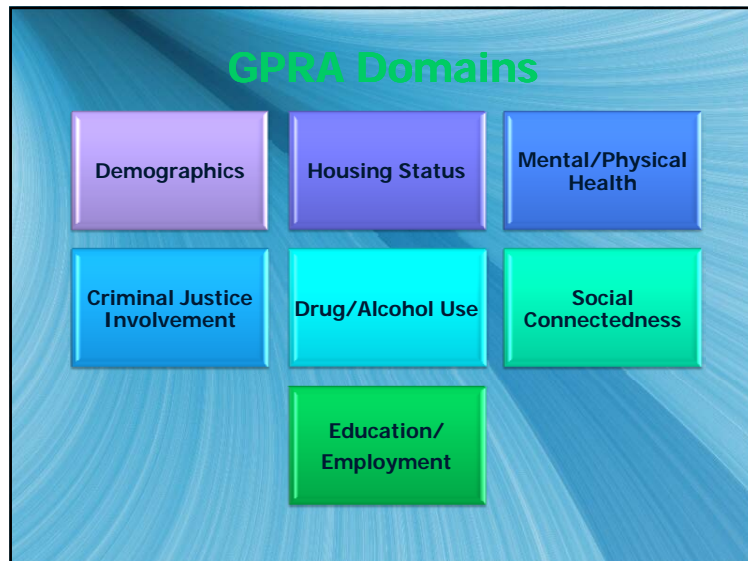 GPRA Domains
Demographics
Housing Status
Mental/Physical
Health
Criminal Justice
Involvement
Drug/Alcohol Use
Social
Connectedness
Education/
Employment